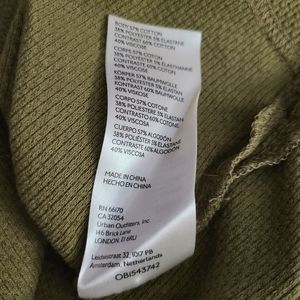 BODY 57% COTTON
38% POLYESTER 5% ELASTANE
CONTRAST 60% COTTON
40% VISCOSE
CORPS 57% COTON
38% POLYESTER 5% ELASTHANNE
CONTRASTE 60% COTON
40% VISCOSE
KÖRPER 57% BAUMWOLLE
38% POLYESTER 5% ELASTAN
KONTRAST 60% BAUMWOLLE
40% VISKOSE
CORPO 57% COTONE
38% POLIESTERE 5% ELASTAN
CONTRASTO 60% COTONE
40% VISCOSA
CUERPO 57% ALGODÓN
38% POLIÉSTER 5% ELASTANE
CONTRASTE 60% ALGODÓN
40% VISCOSA
MADE IN CHINA
HECHO EN CHINA
RN 66170
CA 32054
Urban Outfitters, Inc.
146 Brick Lane
LONDON, E1 6RU
Leidsestraat 32, 1017 PB
Amsterdam, Netherlands
OB1543742